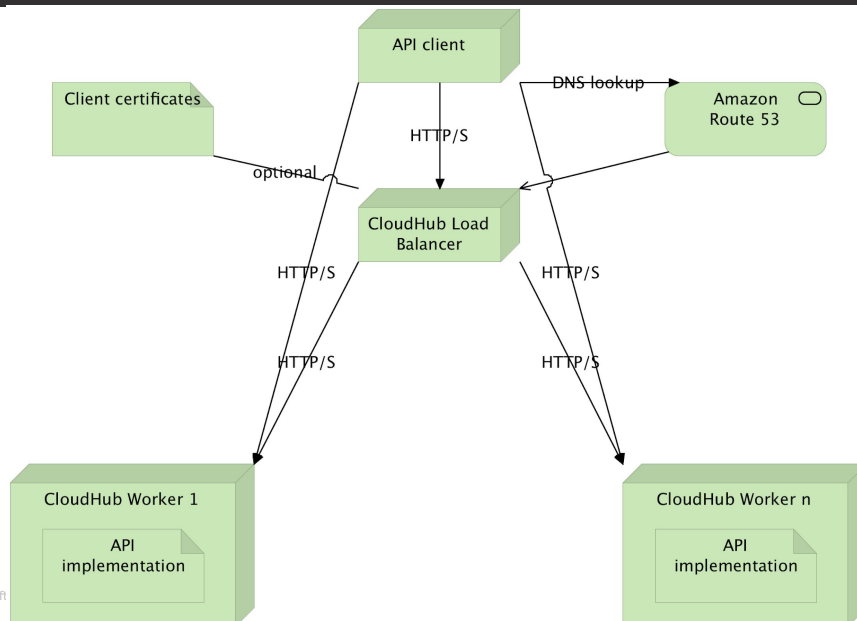 API client
Client certificates
DNS lookup
Amazon
Route 53
HTTP/S
optional
CloudHub Load
Balancer
HTTP/S
HTTP/S
HTTP/S
HTTP/S
CloudHub Worker 1
CloudHub Worker n
API
implementation
API
implementation
ft